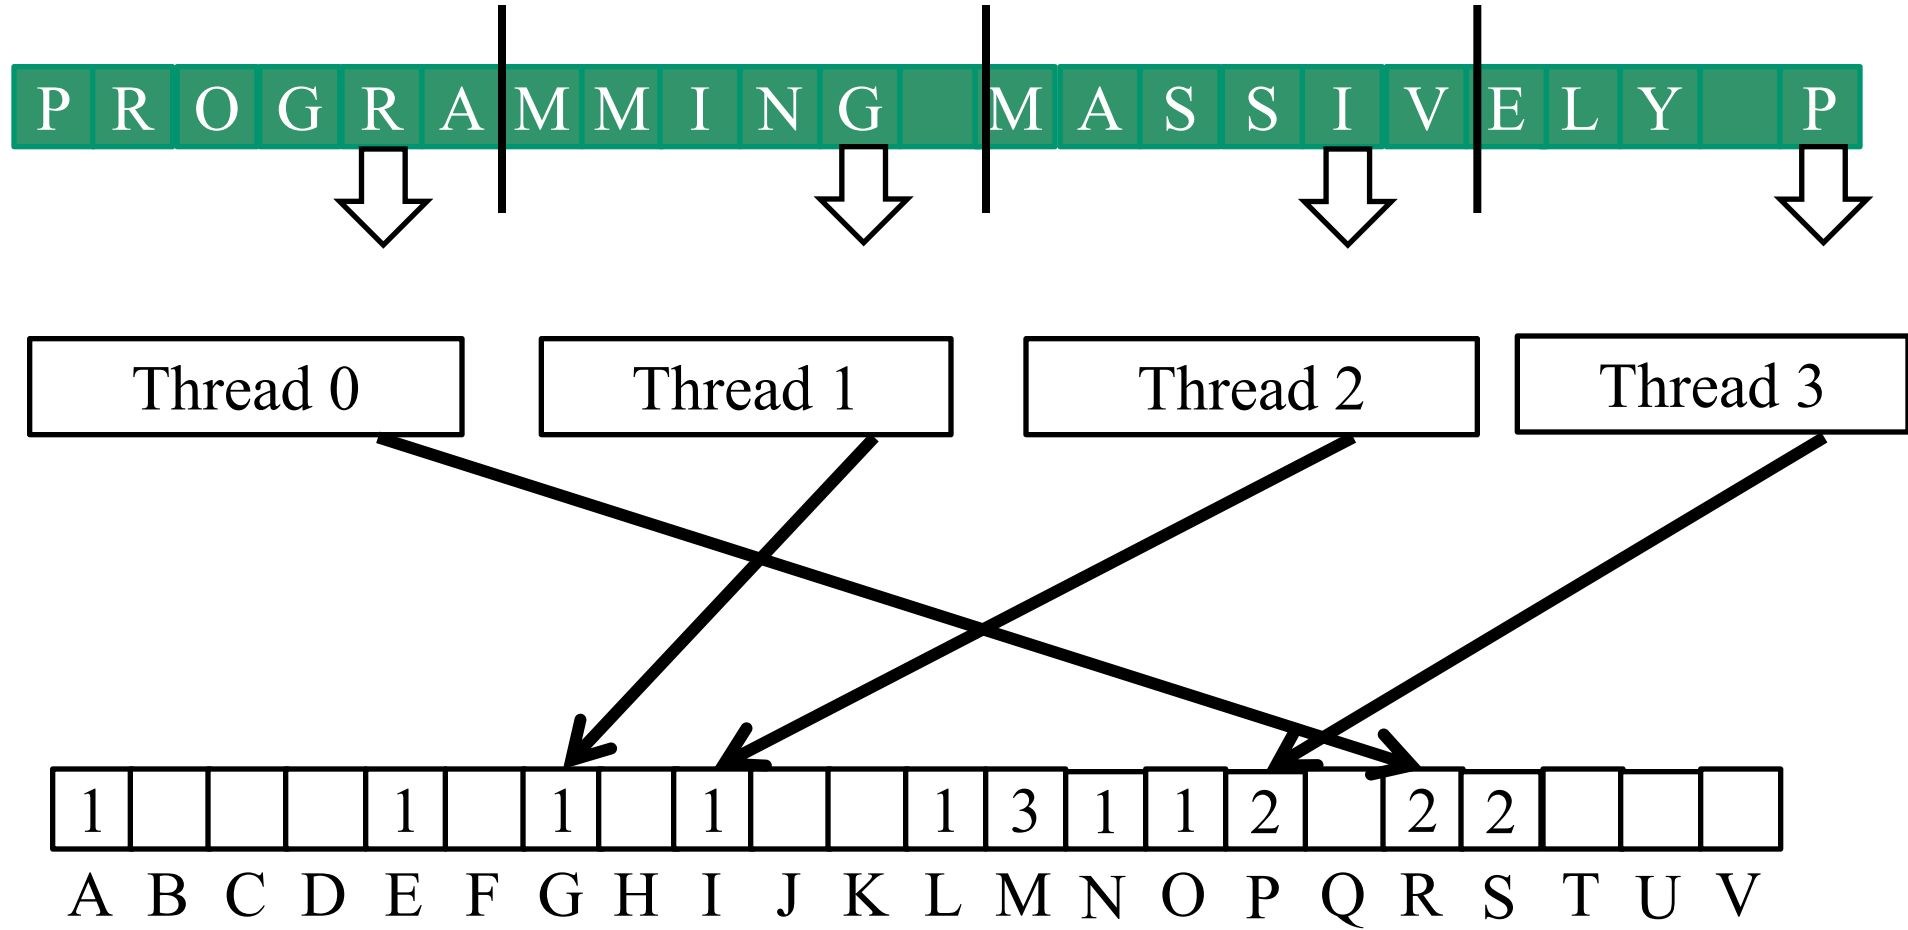 P R O G R A M M I N G M A S S I V E L Y P
Thread 0 Thread 1 Thread 2 Thread 3
1 1 1 1 1 3 1 1 2 2 2
A B C D E F G H I J K L M N O P Q R S T U V